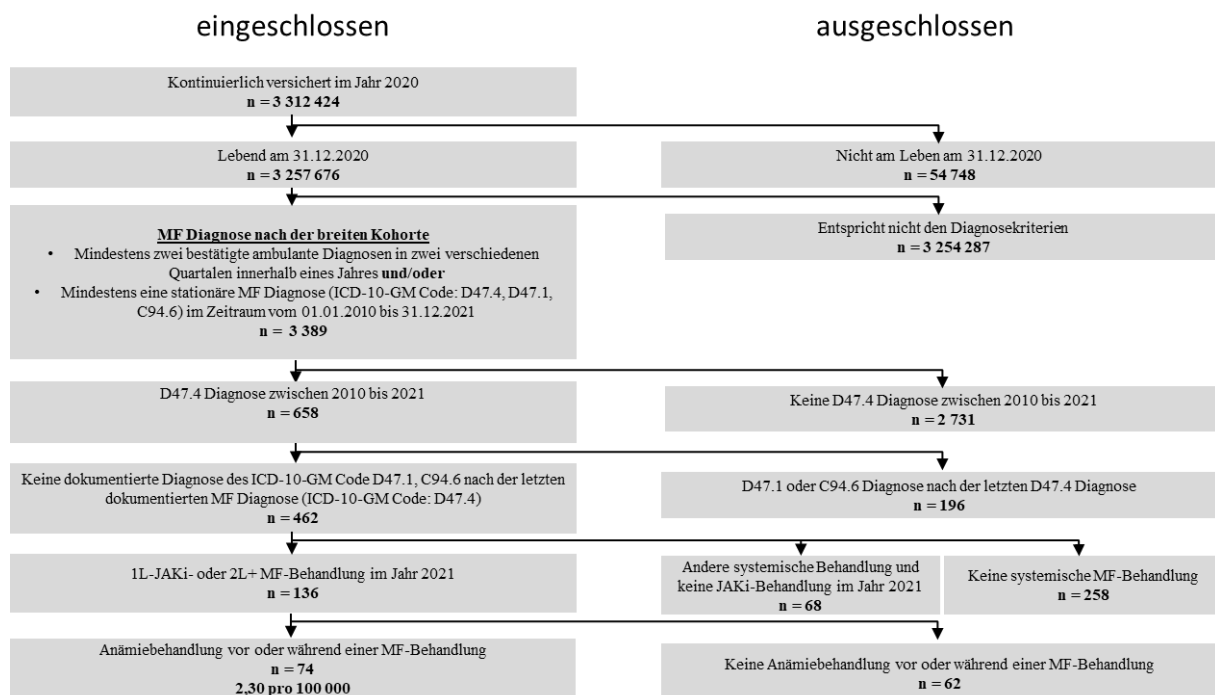 eingeschlossen
ausgeschlossen
Kontinuierlich versichert im Jahr 2020
n = 3 312 424
Lebend am 31.12.2020
n = 3 257 676
Nicht am Leben am 31.12.2020
n = 54 748
MF Diagnose nach der breiten Kohorte
• Mindestens zwei bestätigte ambulante Diagnosen in zwei verschiedenen
Quartalen innerhalb eines Jahres und/oder
• Mindestens eine stationäre MF Diagnose (ICD-10-GM Code: D47.4, D47.1,
C94.6) im Zeitraum vom 01.01.2010 bis 31.12.2021
n = 3 389
Entspricht nicht den Diagnosekriterien
n = 3 254 287
D47.4 Diagnose zwischen 2010 bis 2021
n = 658
Keine D47.4 Diagnose zwischen 2010 bis 2021
n = 2 731
Keine dokumentierte Diagnose des ICD-10-GM Code D47.1, C94.6 nach der letzten
dokumentierten MF Diagnose (ICD-10-GM Code: D47.4)
n = 462
D47.1 oder C94.6 Diagnose nach der letzten D47.4 Diagnose
n = 196
1L-JAKi- oder 2L+ MF-Behandlung im Jahr 2021
n = 136
Andere systemische Behandlung und
keine JAKi-Behandlung im Jahr 2021
n = 68
Keine systemische MF-Behandlung
n = 258
Anämiebehandlung vor oder während einer MF-Behandlung
n = 74
2,30 pro 100 000
Keine Anämiebehandlung vor oder während einer MF-Behandlung
n = 62